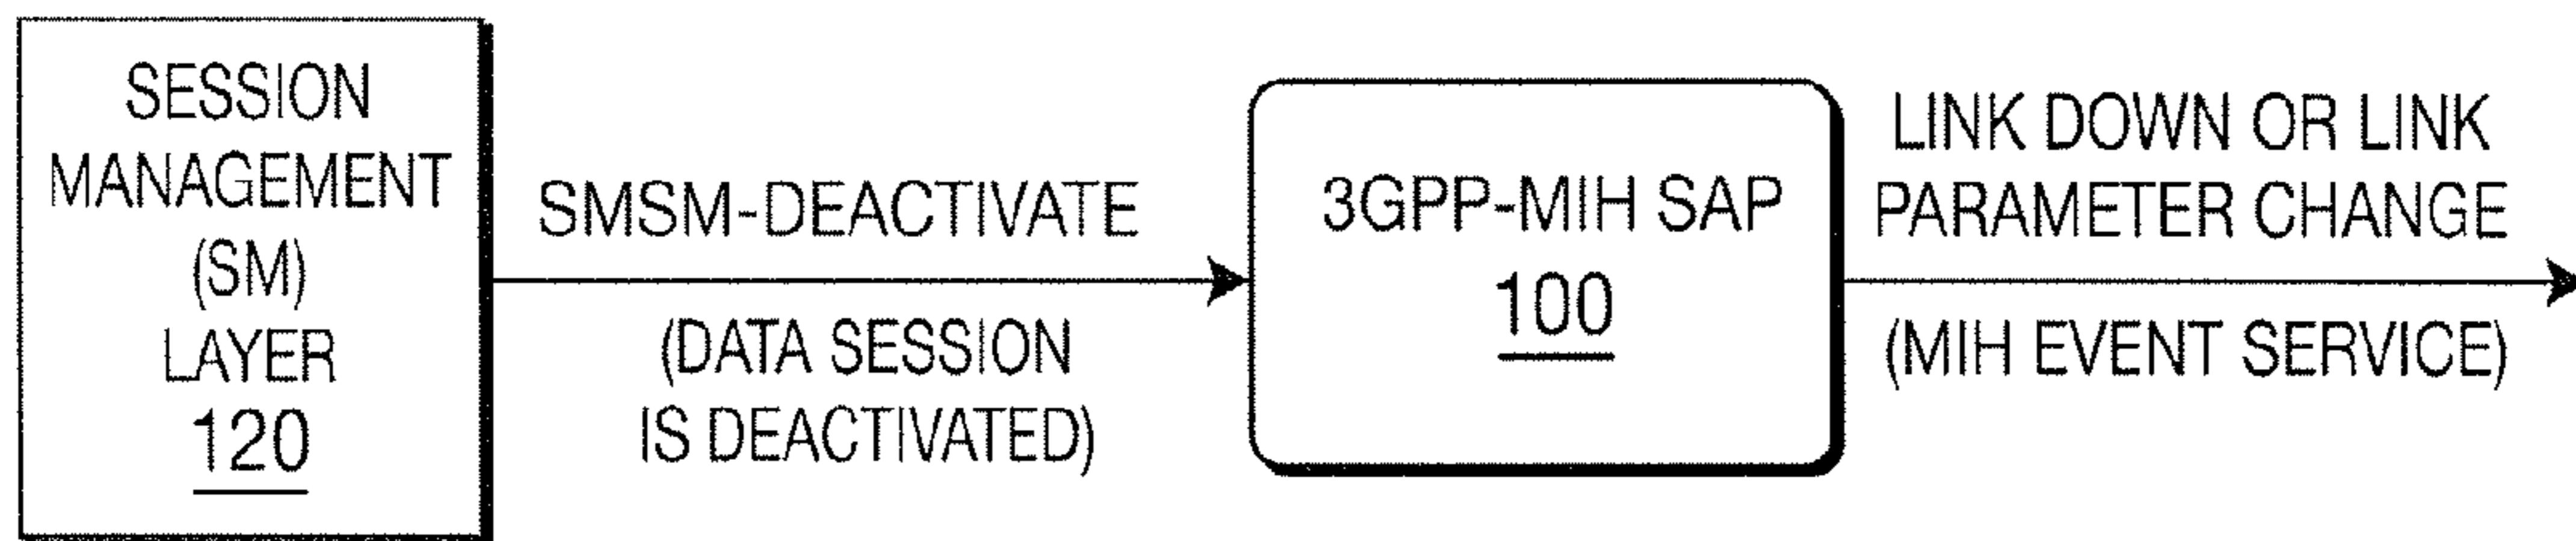 SESSION
MANAGEMENT
(SM)
LAYER
120
SMSM-DEACTIVATE
(DATA SESSION
IS DEACTIVATED)
3GPP-MIH SAP
100
LINK DOWN OR LINK
PARAMETER CHANGE
(MIH EVENT SERVICE)